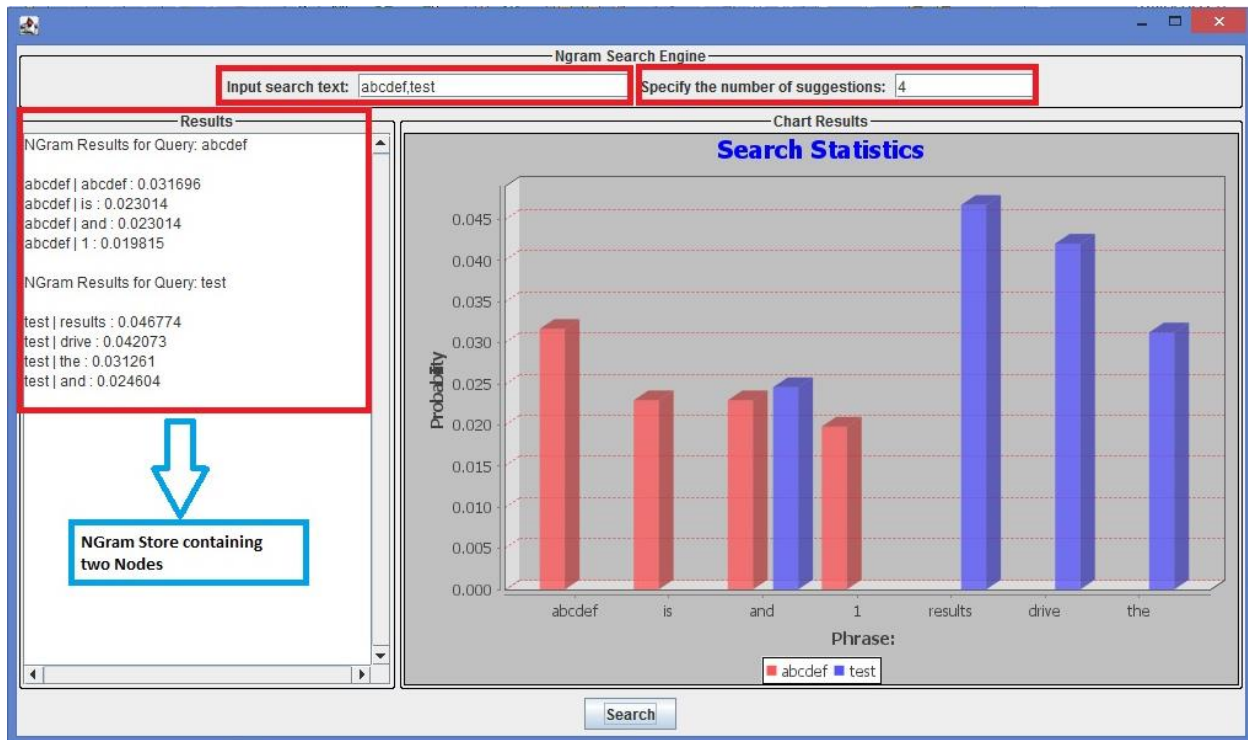 Ngram Search Engine
Input search text: abcdef,test
Specify the number of suggestions: 4
Results
NGram Results for Query: abcdef
abcdef | abcdef : 0.031696
abcdef | is : 0.023014
abcdef | and : 0.023014
abcdef | 1 : 0.019815
NGram Results for Query: test
test | results : 0.046774
test | drive : 0.042073
test | the : 0.031261
test | and : 0.024604
NGram Store containing
two Nodes
Chart Results
Search Statistics
Probability
0.045
0.040
0.035
0.030
0.025
0.020
0.015
0.010
0.005
0.000
abcdef is and 1 results drive the
Phrase:
abcdef test
Search